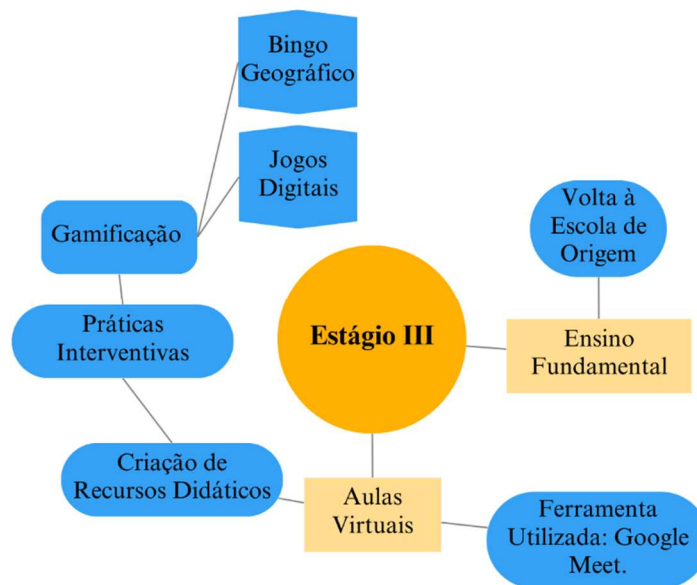 Bingo
Geográfico
Jogos
Digitais
Gamificação
Volta à
Escola de
Origem
Práticas
Interventivas
Estágio III
Ensino
Fundamental
Criação de
Recursos Didáticos
Aulas
Virtuais
Ferramenta
Utilizada: Google
Meet.